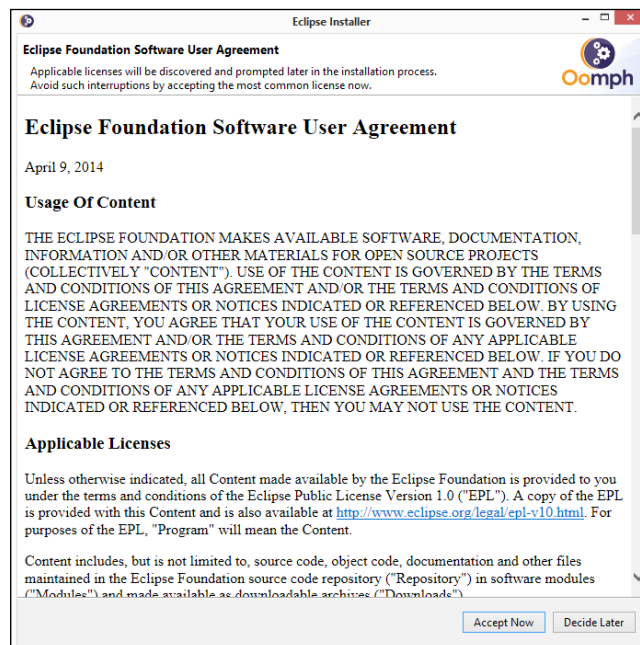 Eclipse Installer
Eclipse Foundation Software User Agreement
Applicable licenses will be discovered and prompted later in the installation process.
Avoid such interruptions by accepting the most common license now.
Oomph
Eclipse Foundation Software User Agreement
April 9, 2014
Usage Of Content
THE ECLIPSE FOUNDATION MAKES AVAILABLE SOFTWARE, DOCUMENTATION,
INFORMATION AND/OR OTHER MATERIALS FOR OPEN SOURCE PROJECTS
(COLLECTIVELY "CONTENT"). USE OF THE CONTENT IS GOVERNED BY THE TERMS
AND CONDITIONS OF THIS AGREEMENT AND/OR THE TERMS AND CONDITIONS OF
LICENSE AGREEMENTS OR NOTICES INDICATED OR REFERENCED BELOW. BY USING
THE CONTENT, YOU AGREE THAT YOUR USE OF THE CONTENT IS GOVERNED BY
THIS AGREEMENT AND/OR THE TERMS AND CONDITIONS OF ANY APPLICABLE
LICENSE AGREEMENTS OR NOTICES INDICATED OR REFERENCED BELOW. IF YOU DO
NOT AGREE TO THE TERMS AND CONDITIONS OF THIS AGREEMENT AND THE TERMS
AND CONDITIONS OF ANY APPLICABLE LICENSE AGREEMENTS OR NOTICES
INDICATED OR REFERENCED BELOW, THEN YOU MAY NOT USE THE CONTENT.
Applicable Licenses
Unless otherwise indicated, all Content made available by the Eclipse Foundation is provided to you
under the terms and conditions of the Eclipse Public License Version 1.0 ("EPL"). A copy of the EPL
is provided with this Content and is also available at http://www.eclipse.org/legal/epl-v10.html. For
purposes of the EPL, "Program" will mean the Content.
Content includes, but is not limited to, source code, object code, documentation and other files
maintained in the Eclipse Foundation source code repository ("Repository") in software modules
("Modules") and made available as downloadable archives ("Downloads").
Accept Now
Decide Later